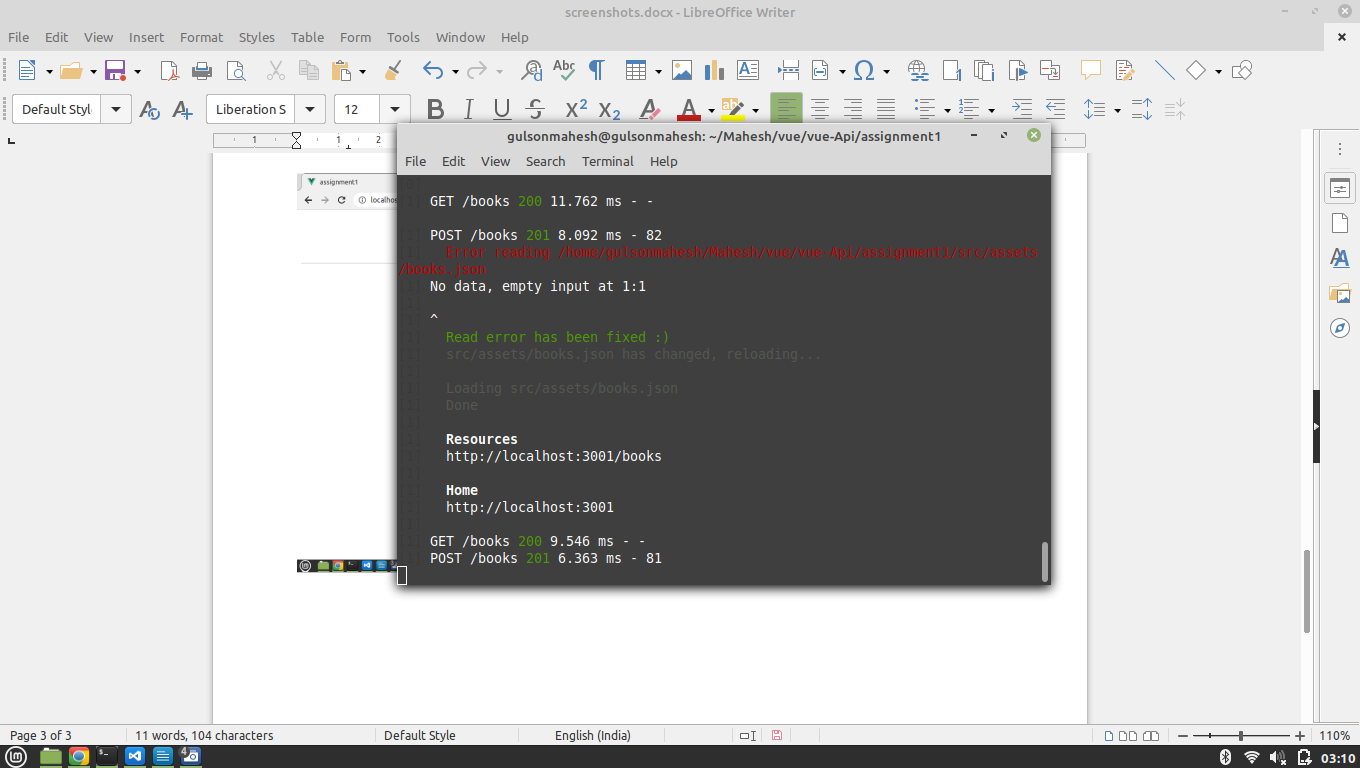 screenshots.docx - LibreOffice Writer
File Edit View Insert Format Styles Table Form Tools Window Help
Default Styl Liberation S 12
1 1 2
gulsonmahesh@gulsonmahesh: ~/Mahesh/vue/vue-Api/assignment1
File Edit View Search Terminal Help
assignment1
localhos
GET /books 200 11.762 ms - -
POST /books 201 8.092 ms - 82
Error reading /home/gulsonmahesh/Mahesh/vue/vue-Api/assignment1/src/assets
/books.json
No data, empty input at 1:1
^
Read error has been fixed :)
src/assets/books.json has changed, reloading...
Loading src/assets/books.json
Done
Resources
http://localhost:3001/books
Home
http://localhost:3001
GET /books 200 9.546 ms - -
POST /books 201 6.363 ms - 81
Page 3 of 3 11 words, 104 characters Default Style English (India) 110%
4
03:10